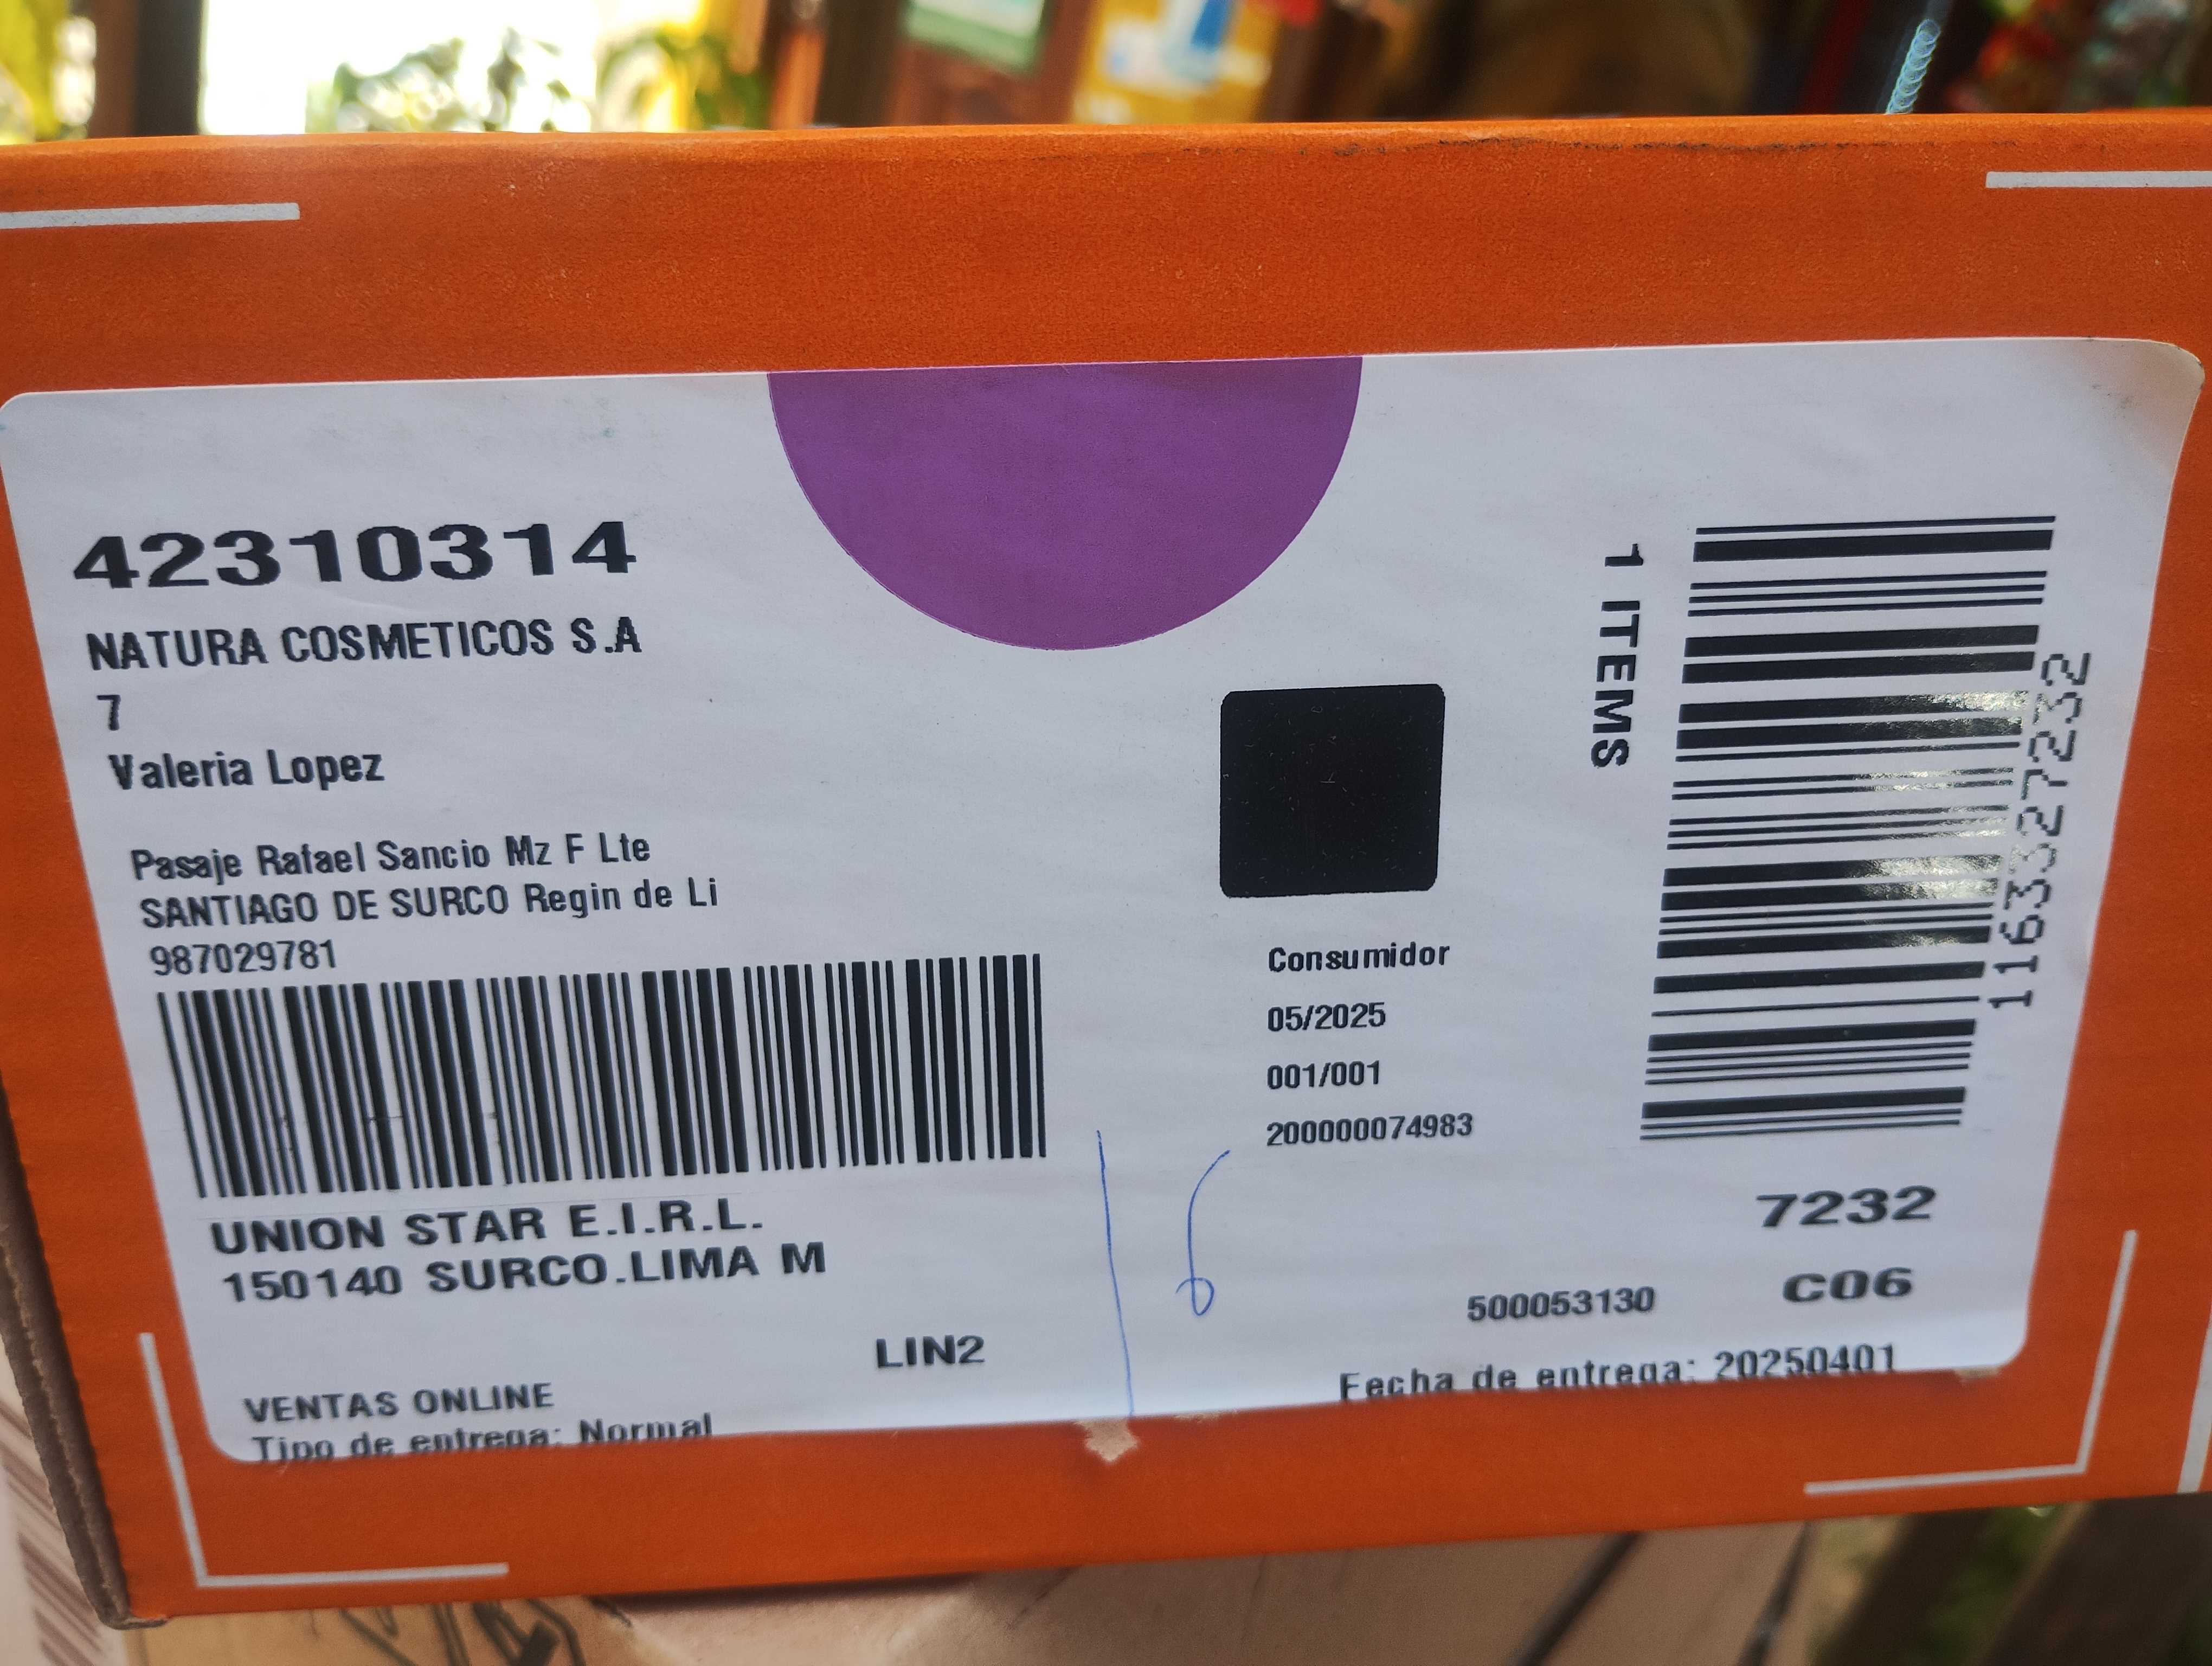 42310314
NATURA COSMETICOS S.A
7
Valeria Lopez
Pasaje Rafael Sancio Mz F Lte
SANTIAGO DE SURCO Regin de Li
987029781
UNION STAR E.I.R.L.
150140 SURCO.LIMA M
LIN2
VENTAS ONLINE
Tipo de entrega: Normal
Consumidor
05/2025
001/001
200000074983
1 ITEMS
1163327232
7232
C06
500053130
Fecha de entrega: 20250401